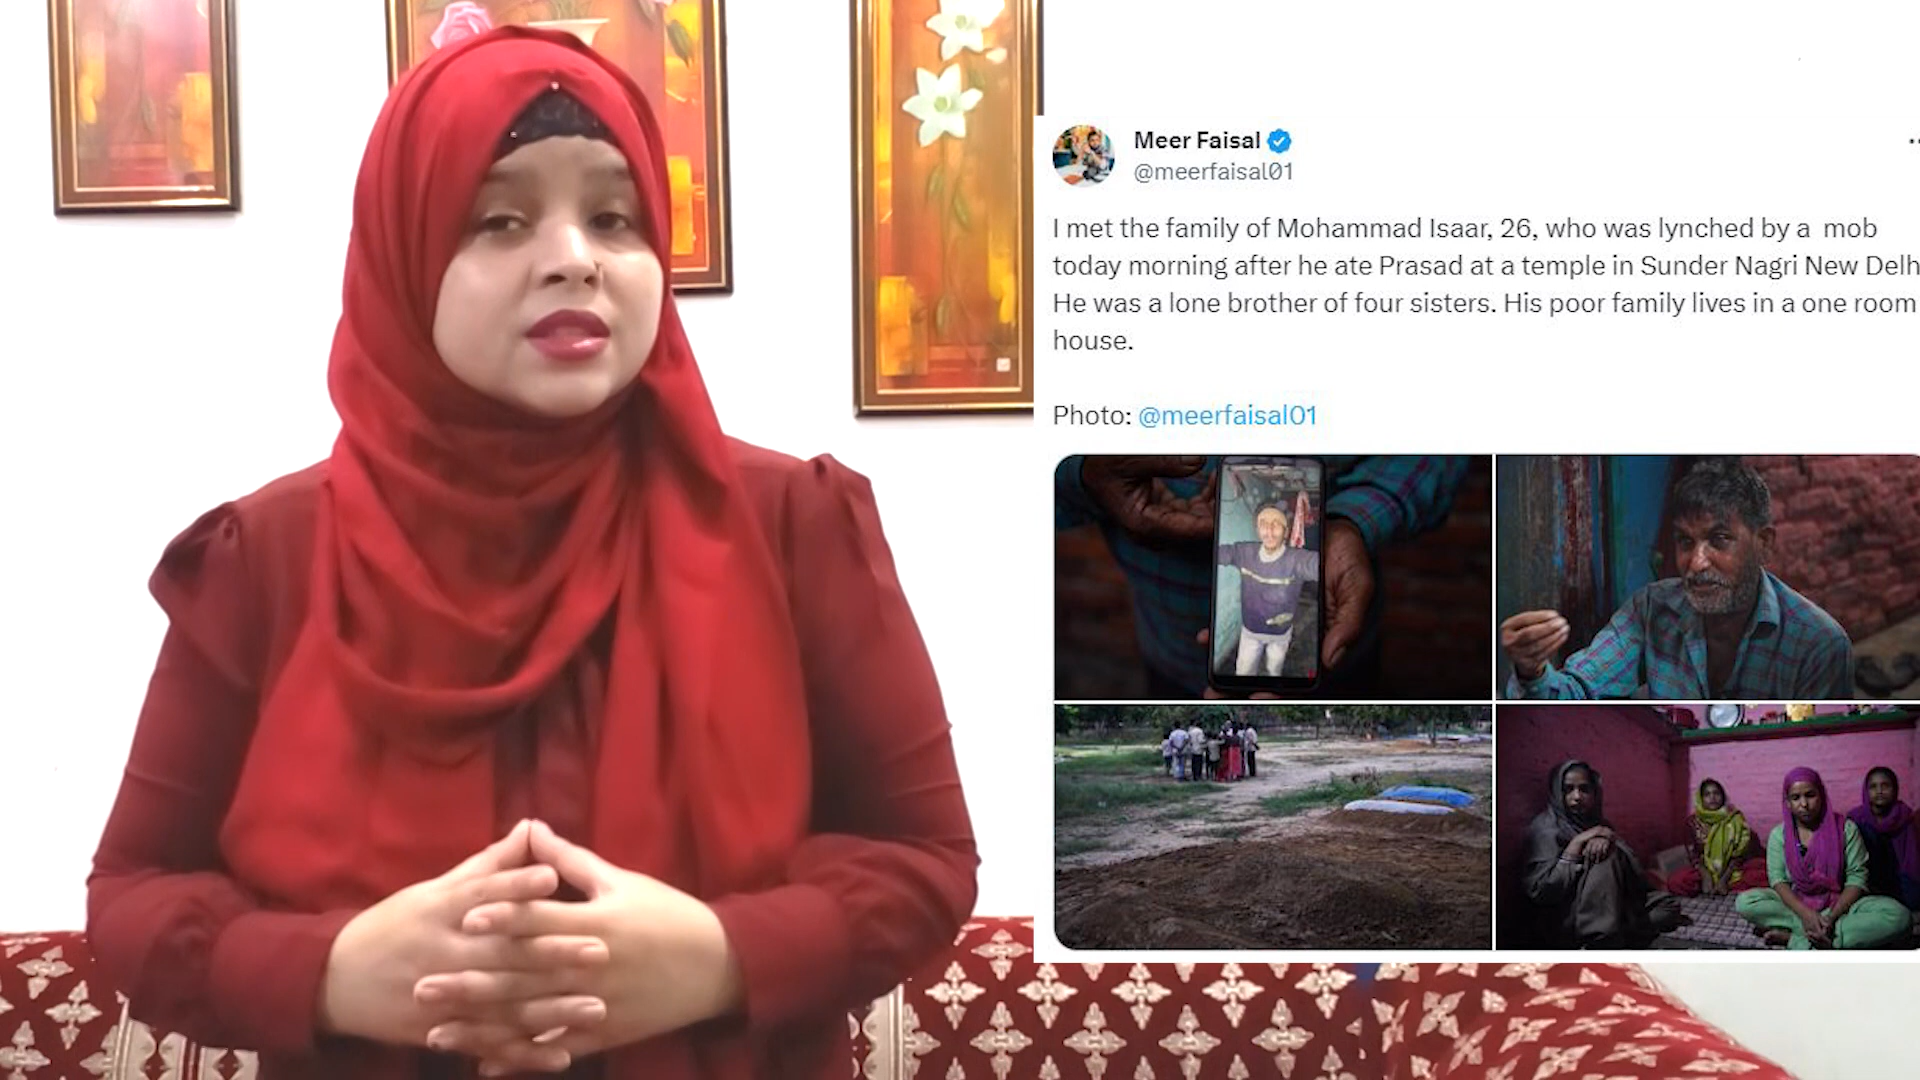 Meer Faisal
@meerfaisal01
I met the family of Mohammad Isaar, 26, who was lynched by a mob
today morning after he ate Prasad at a temple in Sunder Nagri New Delh
He was a lone brother of four sisters. His poor family lives in a one room
house.
Photo: @meerfaisal01